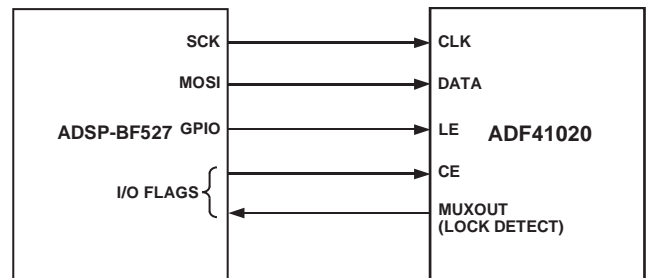 SCK
CLK
MOSI
DATA
ADSP-BF527
GPIO
LE
ADF41020
I/O FLAGS
CE
MUXOUT
(LOCK DETECT)